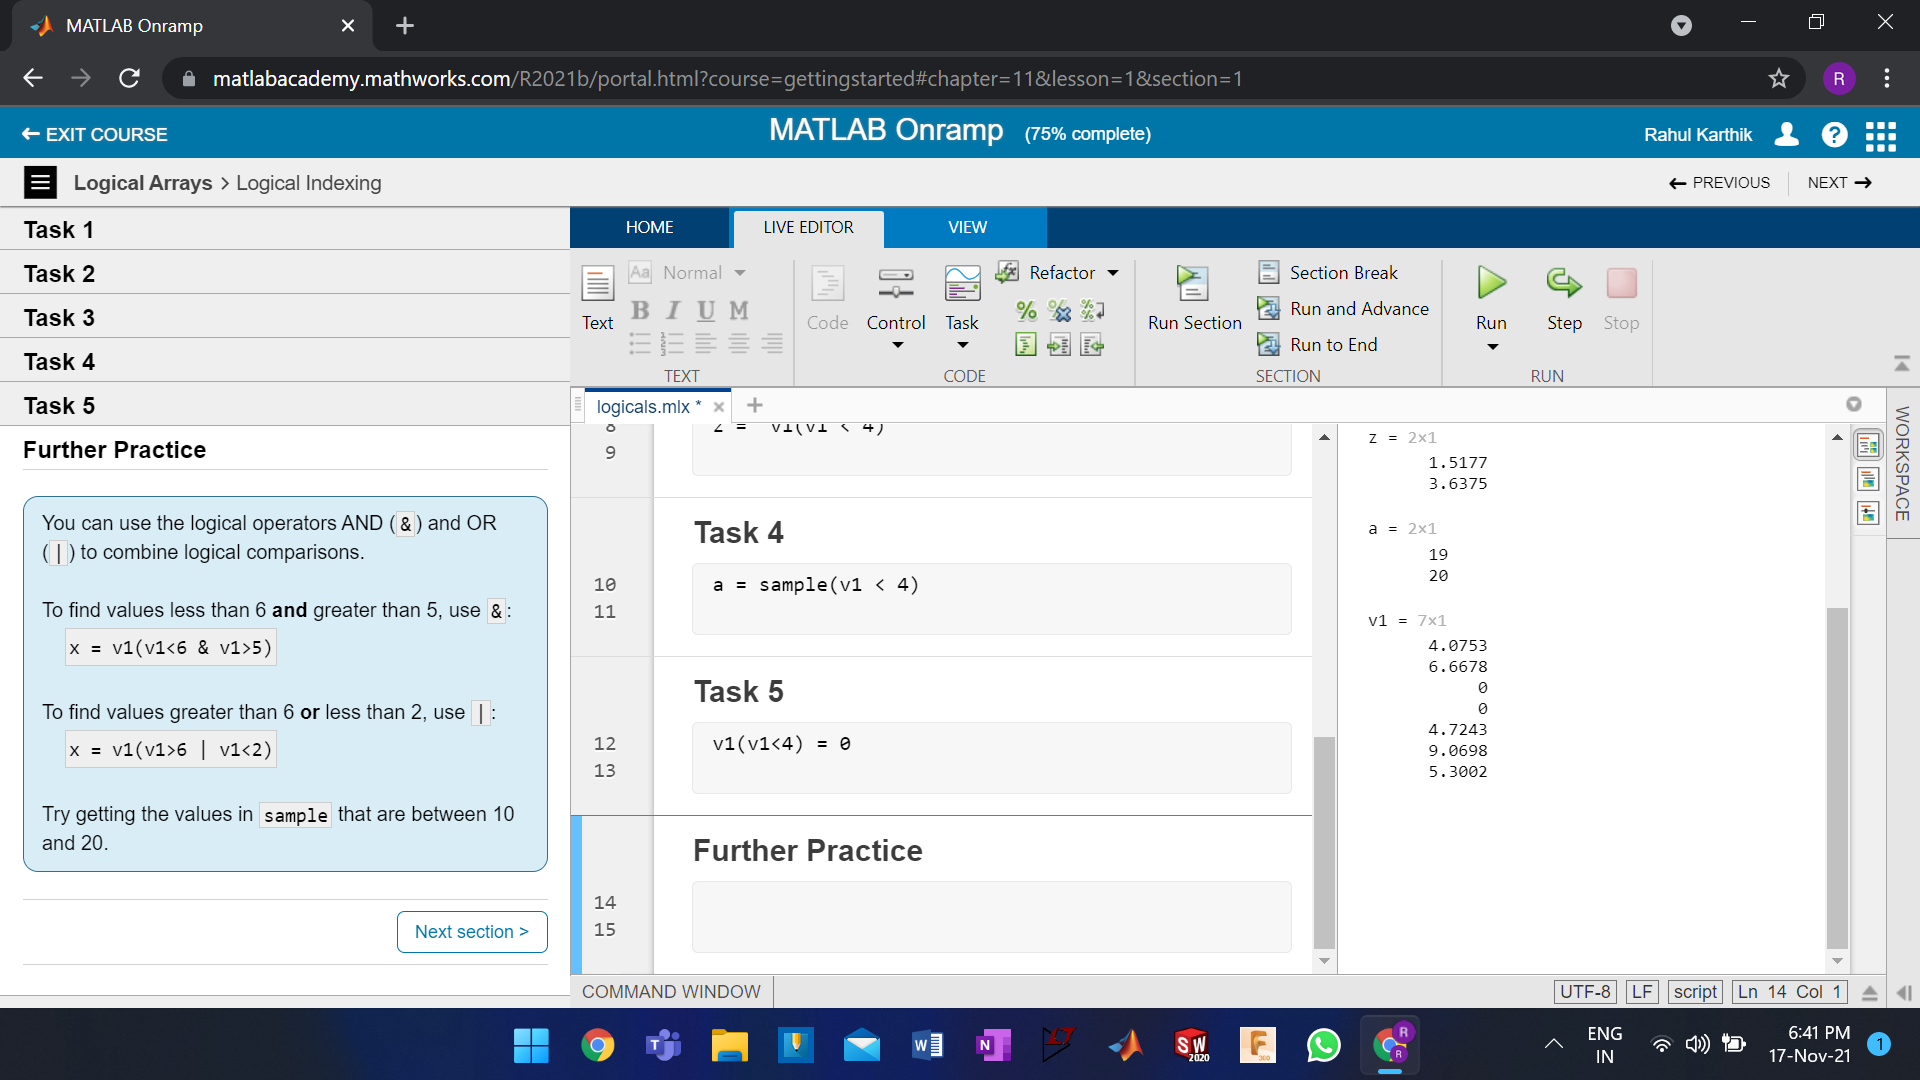 MATLAB Onramp
matlabacademy.mathworks.com/R2021b/portal.html?course=gettingstarted#chapter=11&lesson=1&section=1
R
EXIT COURSE
MATLAB Onramp (75% complete)
Rahul Karthik
?
Logical Arrays > Logical Indexing
PREVIOUS
NEXT
Task 1
Task 2
Task 3
Task 4
Task 5
Further Practice
You can use the logical operators AND (&) and OR
(|) to combine logical comparisons.
To find values less than 6 and greater than 5, use &:
x = v1(v1<6 & v1>5)
To find values greater than 6 or less than 2, use |:
x = v1(v1>6 | v1<2)
Try getting the values in sample that are between 10
and 20.
Next section >
HOME
LIVE EDITOR
VIEW
Text
Aa Normal
B I U M
TEXT
Code
Control
Task
Refactor
CODE
Run Section
Section Break
Run and Advance
Run to End
SECTION
Run
Step
Stop
RUN
logicals.mlx *
8 z = v1(v1 < 4)
9
Task 4
10 a = sample(v1 < 4)
11
Task 5
12 v1(v1<4) = 0
13
Further Practice
14
15
z = 2×1
1.5177
3.6375
a = 2×1
19
20
v1 = 7×1
4.0753
6.6678
0
0
4.7243
9.0698
5.3002
WORKSPACE
COMMAND WINDOW
UTF-8
LF
script
Ln 14 Col 1
ENG
IN
6:41 PM
17-Nov-21
1